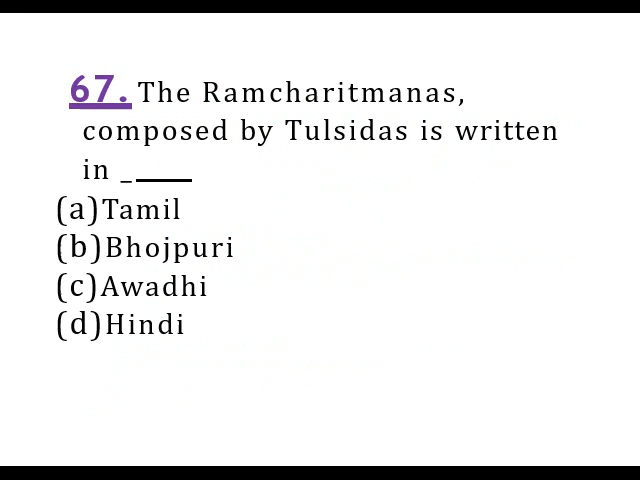 67. The Ramcharitmanas,
composed by Tulsidas is written
in _____
(a)Tamil
(b)Bhojpuri
(c)Awadhi
(d)Hindi